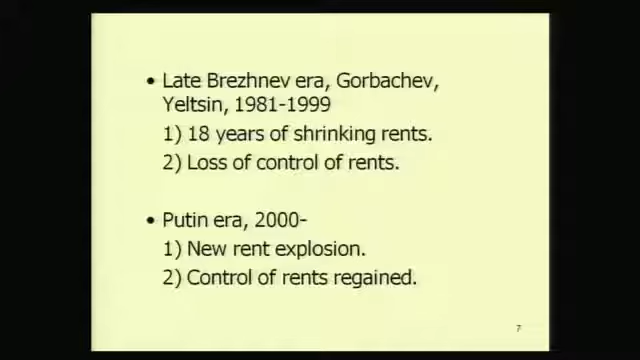 • Late Brezhnev era, Gorbachev,
Yeltsin, 1981-1999
1) 18 years of shrinking rents.
2) Loss of control of rents.
• Putin era, 2000-
1) New rent explosion.
2) Control of rents regained.
7